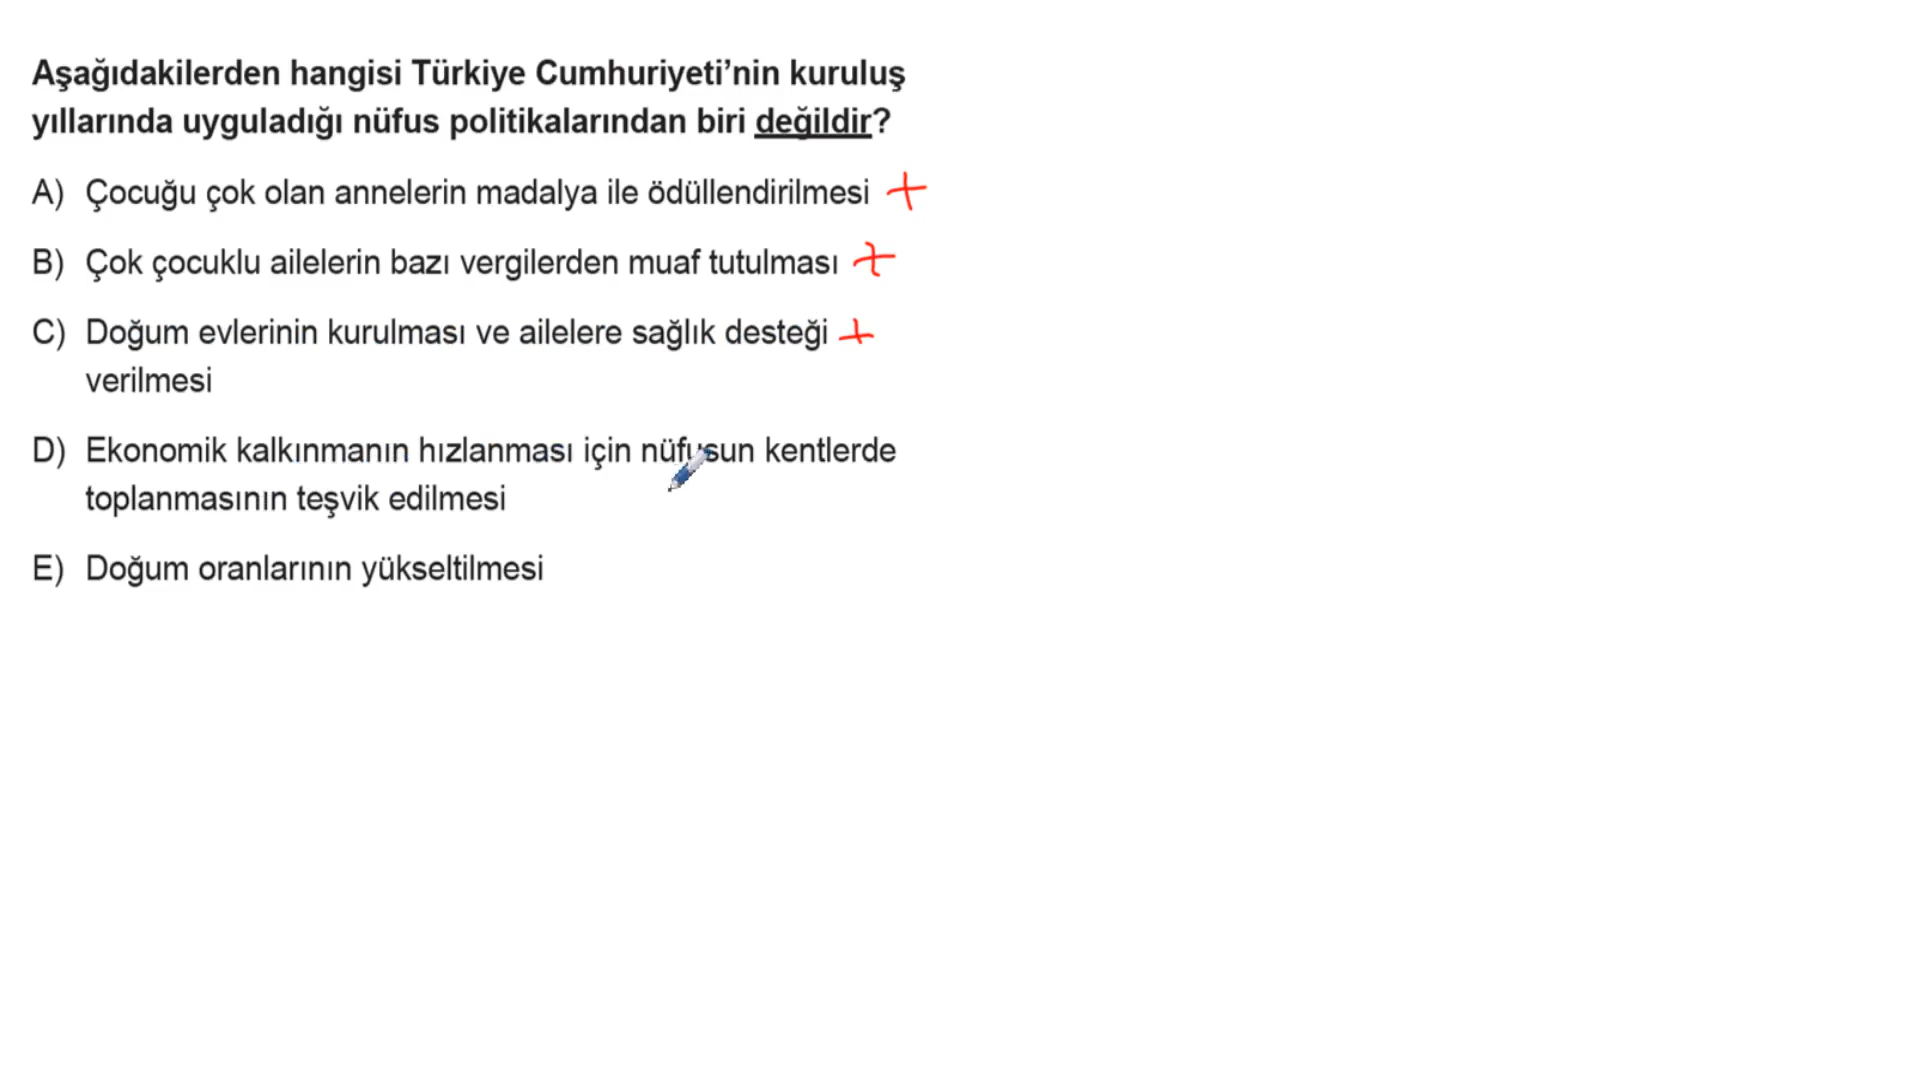 Aşağıdakilerden hangisi Türkiye Cumhuriyeti’nin kuruluş
yıllarında uyguladığı nüfus politikalarından biri değildir?
A) Çocuğu çok olan annelerin madalya ile ödüllendirilmesi +
B) Çok çocuklu ailelerin bazı vergilerden muaf tutulması +
C) Doğum evlerinin kurulması ve ailelere sağlık desteği +
verilmesi
D) Ekonomik kalkınmanın hızlanması için nüfusun kentlerde
toplanmasının teşvik edilmesi
E) Doğum oranlarının yükseltilmesi